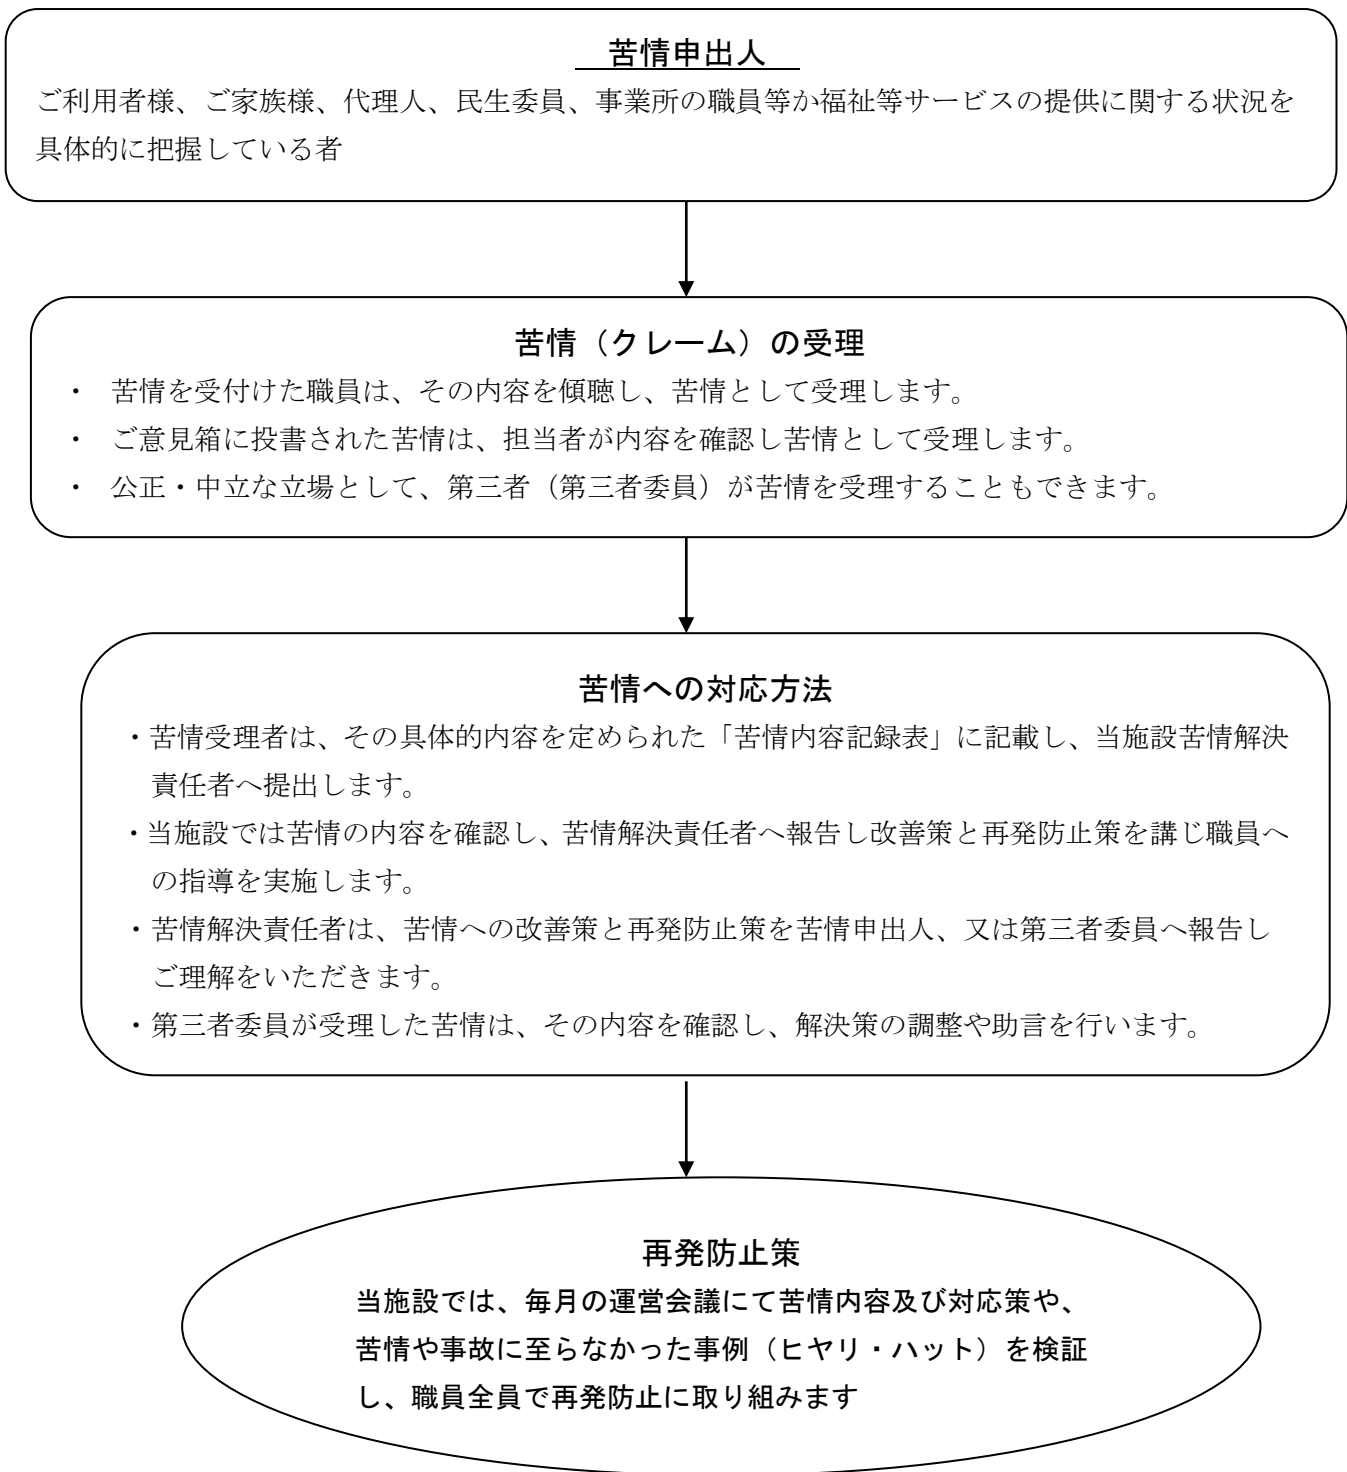 苦情申出人
ご利用者様、ご家族様、代理人、民生委員、事業所の職員等か福祉等サービスの提供に関する状況を
具体的に把握している者
苦情（クレーム）の受理
・ 苦情を受付けた職員は、その内容を傾聴し、苦情として受理します。
・ ご意見箱に投書された苦情は、担当者が内容を確認し苦情として受理します。
・ 公正・中立な立場として、第三者（第三者委員）が苦情を受理することもできます。
苦情への対応方法
・苦情受理者は、その具体的内容を定められた「苦情内容記録表」に記載し、当施設苦情解決
責任者へ提出します。
・当施設では苦情の内容を確認し、苦情解決責任者へ報告し改善策と再発防止策を講じ職員へ
の指導を実施します。
・苦情解決責任者は、苦情への改善策と再発防止策を苦情申出人、又は第三者委員へ報告し
ご理解をいただきます。
・第三者委員が受理した苦情は、その内容を確認し、解決策の調整や助言を行います。
再発防止策
当施設では、毎月の運営会議にて苦情内容及び対応策や、
苦情や事故に至らなかった事例（ヒヤリ・ハット）を検証
し、職員全員で再発防止に取り組みます